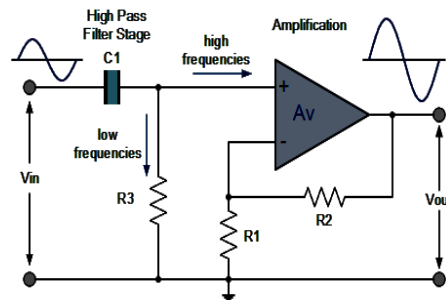 High Pass
Filter Stage
C1
high
frequencies
Amplification
+
Av
-
low
frequencies
Vin
R3
R1
R2
Vou